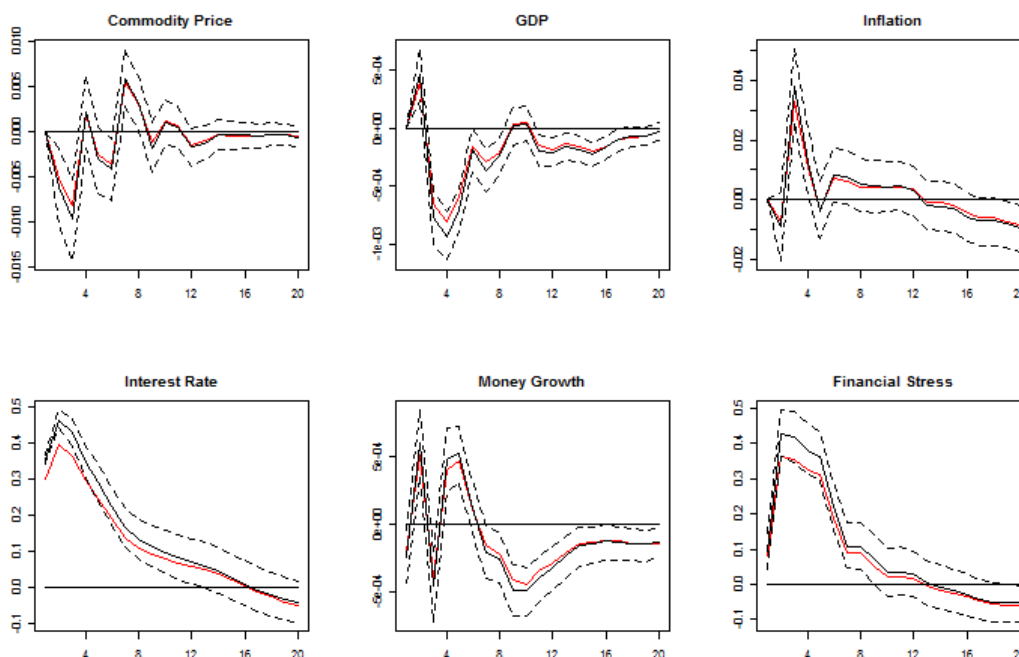 Commodity Price
0.010
0.005
0.000
-0.005
-0.010
-0.015
4 8 12 16 20
GDP
5e-04
0e+00
-5e-04
-1e-03
4 8 12 16 20
Inflation
0.04
0.02
0.00
-0.02
4 8 12 16 20
Interest Rate
0.5
0.4
0.3
0.2
0.1
0.0
-0.1
4 8 12 16 20
Money Growth
5e-04
0e+00
-5e-04
4 8 12 16 20
Financial Stress
0.5
0.4
0.3
0.2
0.1
0.0
-0.1
4 8 12 16 20